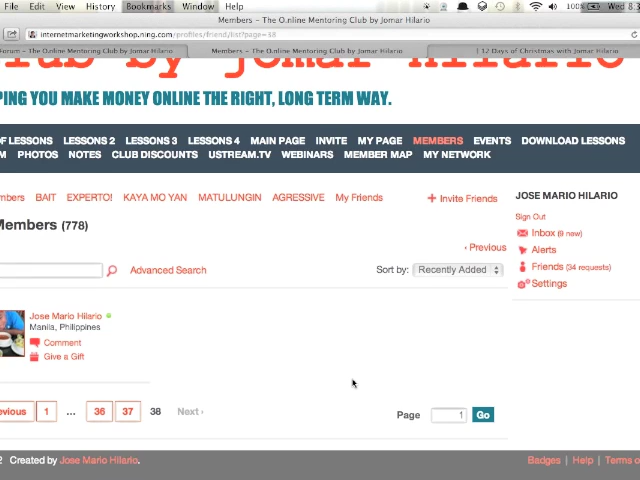 File Edit View History Bookmarks Window Help 100% Wed 8:3
Members – The O.nline Mentoring Club by Jomar Hilario
internetmarketingworkshop.ning.com/profiles/friend/list?page=38
Forum – The O.nline Mentoring Club by Jomar Hilario Members – The O.nline Mentoring Club by Jomar Hilario | 12 Days of Christmas with Jomar Hilario
lub by jomar hilario
PING YOU MAKE MONEY ONLINE THE RIGHT, LONG TERM WAY.
OF LESSONS LESSONS 2 LESSONS 3 LESSONS 4 MAIN PAGE INVITE MY PAGE MEMBERS EVENTS DOWNLOAD LESSONS
M PHOTOS NOTES CLUB DISCOUNTS USTREAM.TV WEBINARS MEMBER MAP MY NETWORK
mbers BAIT EXPERTO! KAYA MO YAN MATULUNGIN AGRESSIVE My Friends + Invite Friends
Members (778)
‹ Previous
Advanced Search Sort by: Recently Added
Jose Mario Hilario
Manila, Philippines
Comment
Give a Gift
evious 1 ... 36 37 38 Next › Page 1 Go
JOSE MARIO HILARIO
Sign Out
Inbox (9 new)
Alerts
Friends (34 requests)
Settings
2 Created by Jose Mario Hilario. Badges | Help | Terms o